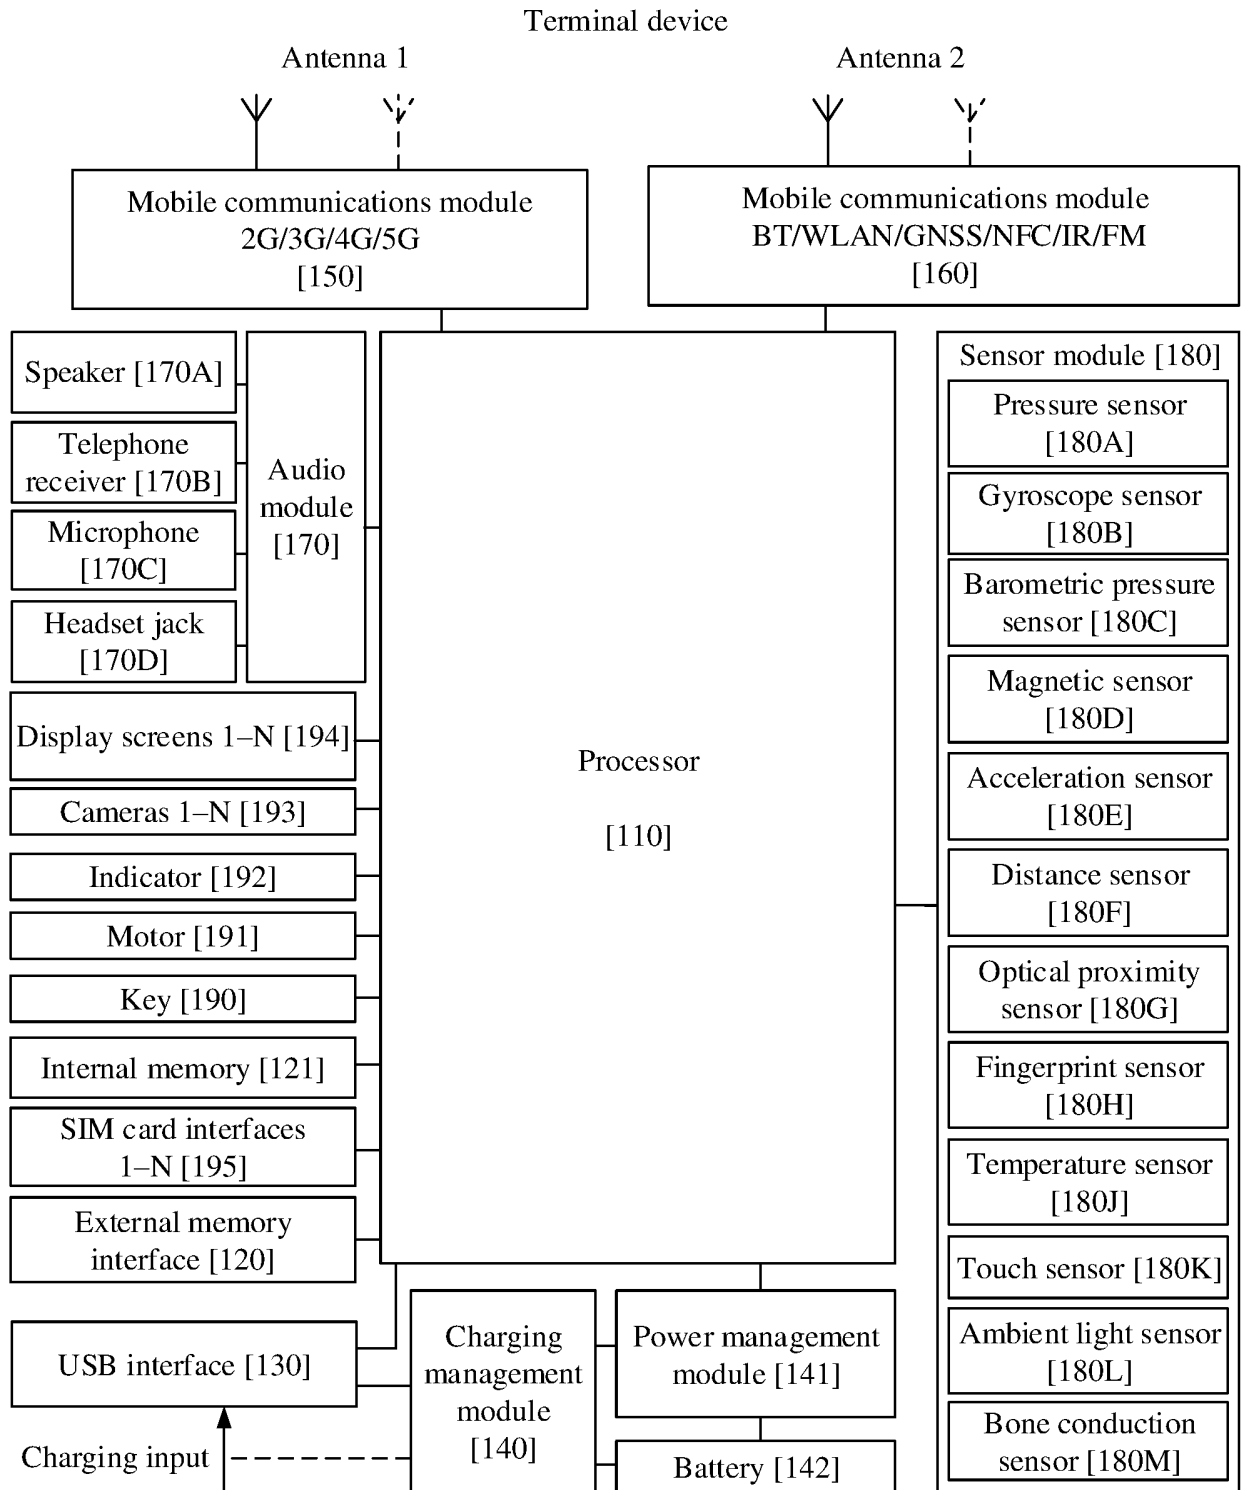 Terminal device
Antenna 1
Antenna 2
Mobile communications module
2G/3G/4G/5G
[150]
Mobile communications module
BT/WLAN/GNSS/NFC/IR/FM
[160]
Speaker [170A]
Telephone
receiver [170B]
Microphone
[170C]
Headset jack
[170D]
Audio
module
[170]
Display screens 1–N [194]
Cameras 1–N [193]
Indicator [192]
Motor [191]
Key [190]
Internal memory [121]
SIM card interfaces
1–N [195]
External memory
interface [120]
USB interface [130]
Charging input
Processor
[110]
Charging
management
module
[140]
Power management
module [141]
Battery [142]
Sensor module [180]
Pressure sensor
[180A]
Gyroscope sensor
[180B]
Barometric pressure
sensor [180C]
Magnetic sensor
[180D]
Acceleration sensor
[180E]
Distance sensor
[180F]
Optical proximity
sensor [180G]
Fingerprint sensor
[180H]
Temperature sensor
[180J]
Touch sensor [180K]
Ambient light sensor
[180L]
Bone conduction
sensor [180M]